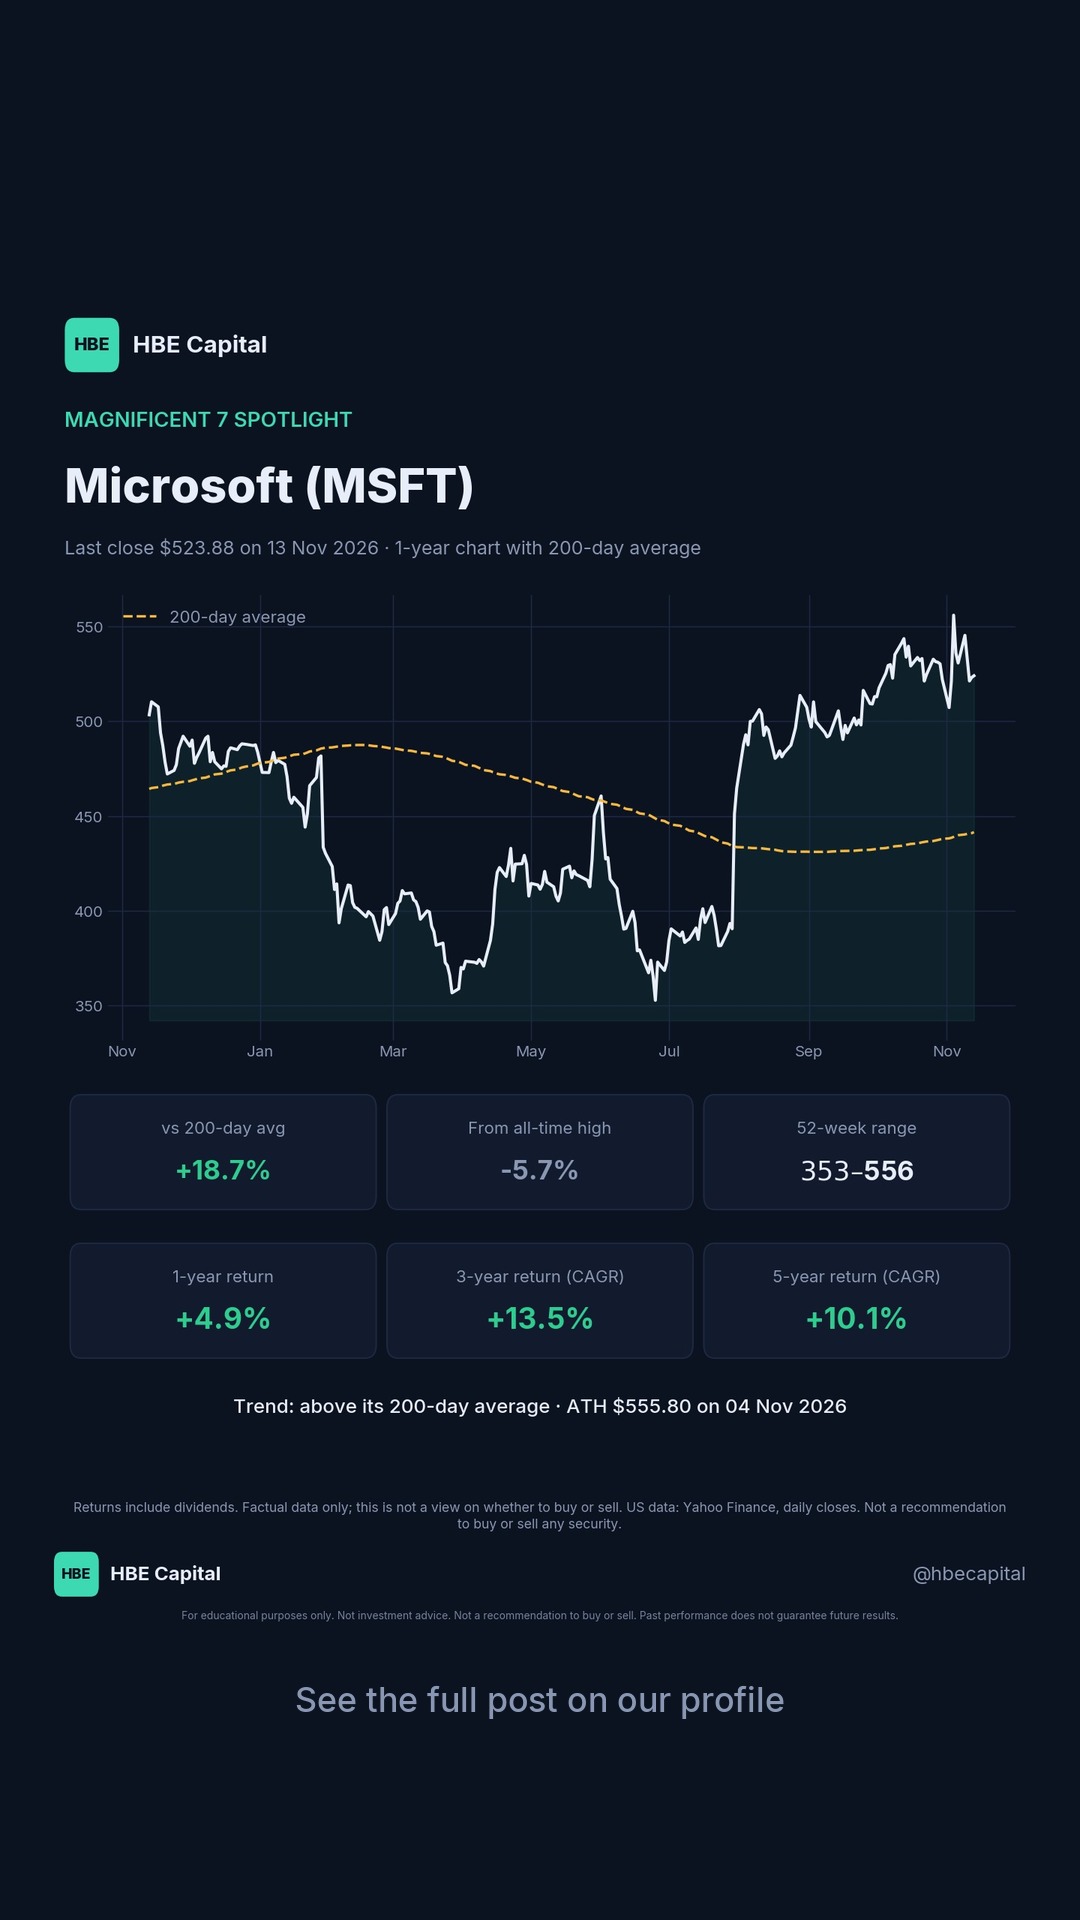 HBE
HBE Capital
MAGNIFICENT 7 SPOTLIGHT
Microsoft (MSFT)
Last close $523.88 on 13 Nov 2026 · 1-year chart with 200-day average
200-day average
550
500
450
400
350
Nov Jan Mar May Jul Sep Nov
vs 200-day avg
+18.7%
From all-time high
-5.7%
52-week range
353–556
1-year return
+4.9%
3-year return (CAGR)
+13.5%
5-year return (CAGR)
+10.1%
Trend: above its 200-day average · ATH $555.80 on 04 Nov 2026
Returns include dividends. Factual data only; this is not a view on whether to buy or sell. US data: Yahoo Finance, daily closes. Not a recommendation
to buy or sell any security.
HBE
HBE Capital
@hbecapital
For educational purposes only. Not investment advice. Not a recommendation to buy or sell. Past performance does not guarantee future results.
See the full post on our profile